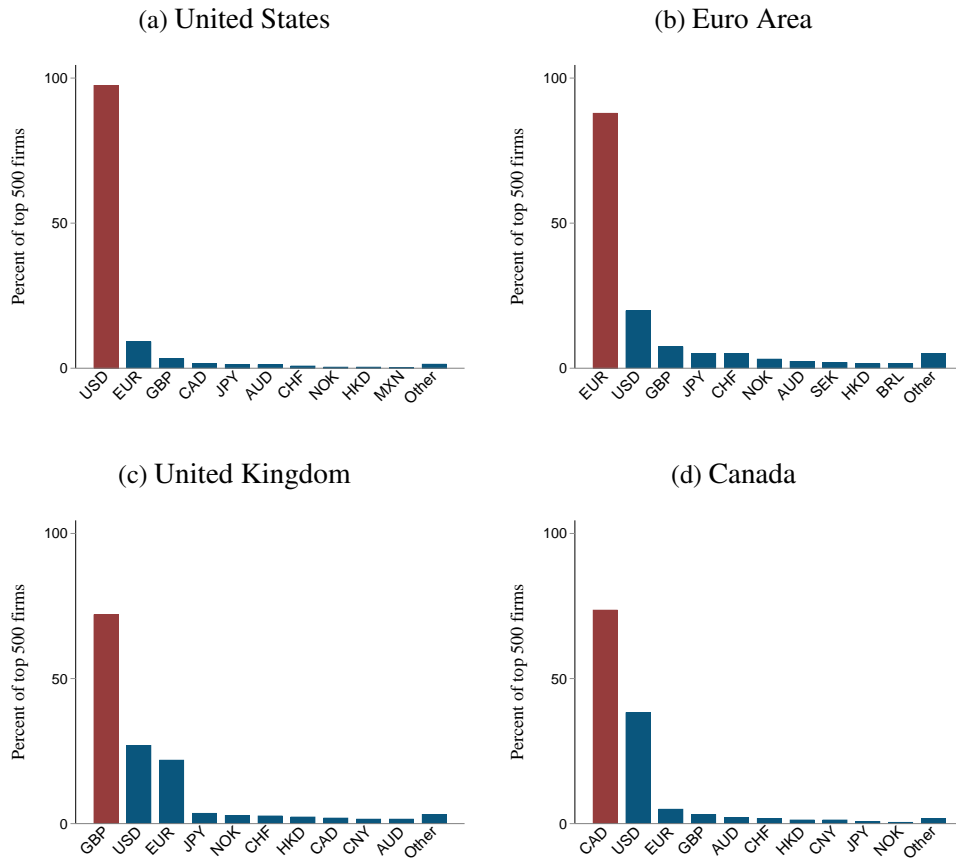 (a) United States
Percent of top 500 firms
100
50
0
USD EUR GBP CAD JPY AUD CHF NOK HKD MXN Other
(b) Euro Area
Percent of top 500 firms
100
50
0
EUR USD GBP JPY CHF NOK AUD SEK HKD BRL Other
(c) United Kingdom
Percent of top 500 firms
100
50
0
GBP USD EUR JPY NOK CHF HKD CAD CNY AUD Other
(d) Canada
Percent of top 500 firms
100
50
0
CAD USD EUR GBP AUD CHF HKD CNY JPY NOK Other